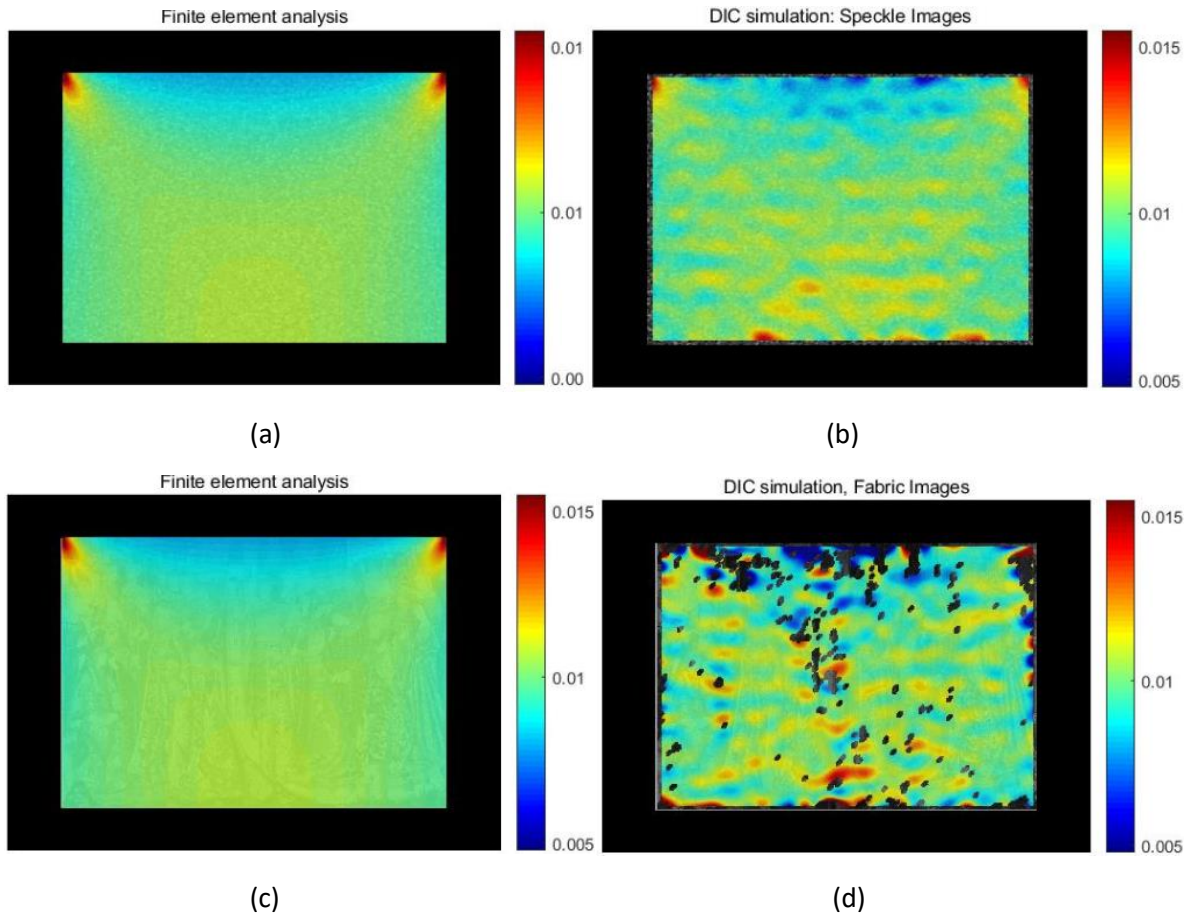 Finite element analysis
0.01
0.01
0.00
(a)
DIC simulation: Speckle Images
0.015
0.01
0.005
(b)
Finite element analysis
0.015
0.01
0.005
(c)
DIC simulation, Fabric Images
0.015
0.01
0.005
(d)